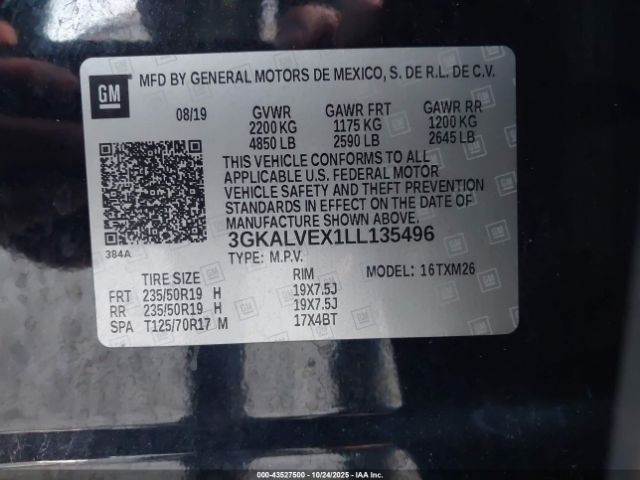 GM
MFD BY GENERAL MOTORS DE MEXICO, S. DE R.L. DE C.V.
08/19 GVWR GAWR FRT GAWR RR
2200 KG 1175 KG 1200 KG
4850 LB 2590 LB 2645 LB
THIS VEHICLE CONFORMS TO ALL
APPLICABLE U.S. FEDERAL MOTOR
VEHICLE SAFETY AND THEFT PREVENTION
STANDARDS IN EFFECT ON THE DATE OF
MANUFACTURE SHOWN ABOVE.
384A
3GKALVEX1LL135496
TYPE: M.P.V. MODEL: 16TXM26
TIRE SIZE RIM
FRT 235/50R19 H 19X7.5J
RR 235/50R19 H 19X7.5J
SPA T125/70R17 M 17X4BT
© 00-43527500 - 10/24/2025 - IAA, LLC